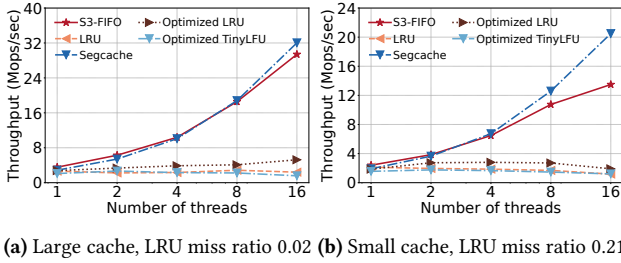 (a)
S3-FIFO
LRU
Segcache
Optimized LRU
Optimized TinyLFU
Throughput (Mops/sec)
40
32
24
16
8
0
1 2 4 8 16
Number of threads
(a) Large cache, LRU miss ratio 0.02
(b)
S3-FIFO
LRU
Segcache
Optimized LRU
Optimized TinyLFU
Throughput (Mops/sec)
24
20
16
12
8
4
0
1 2 4 8 16
Number of threads
(b) Small cache, LRU miss ratio 0.21